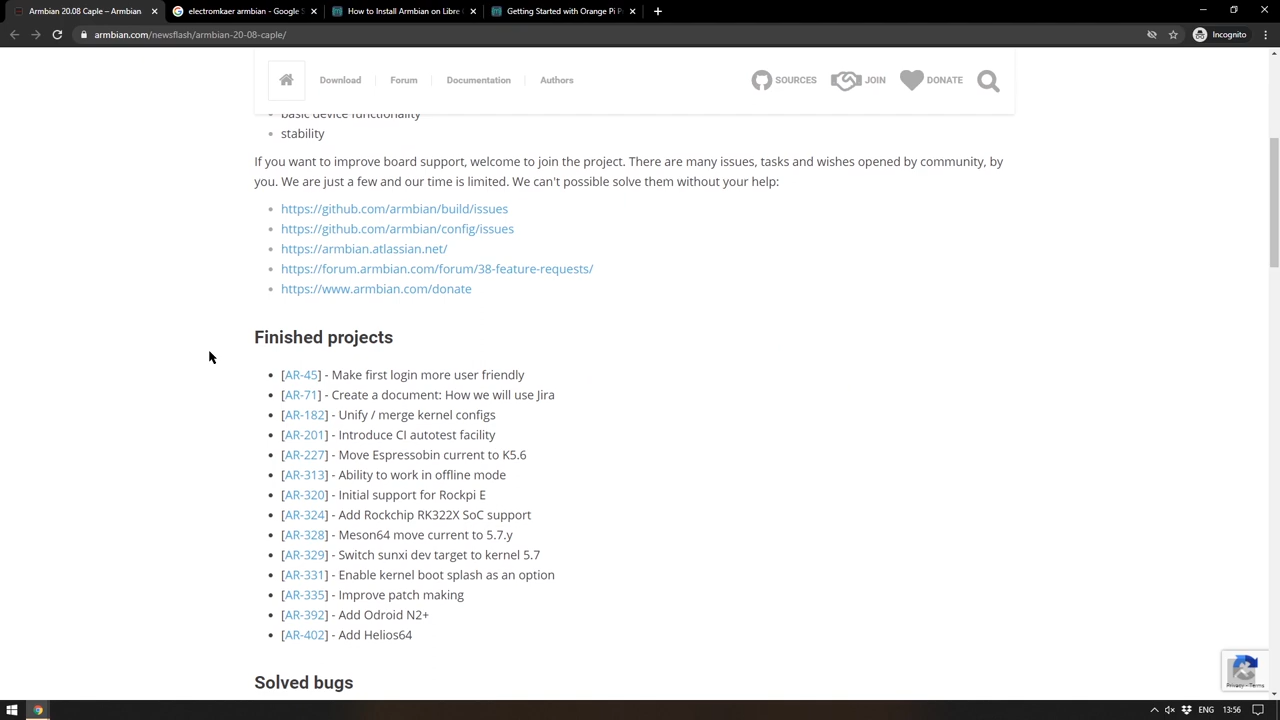 Armbian 20.08 Caple – Armbian
electromkaer - Google S
How to Install Armbian on Libre
Getting Started with Orange Pi P
armbian.com/newsflash/armbian-20-08-caple/
Incognito
Download
Forum
Documentation
Authors
SOURCES
JOIN
DONATE
basic device functionality
stability
If you want to improve board support, welcome to join the project. There are many issues, tasks and wishes opened by community, by
you. We are just a few and our time is limited. We can't possible solve them without your help:
https://github.com/armbian/build/issues
https://github.com/armbian/config/issues
https://armbian.atlassian.net/
https://forum.armbian.com/forum/38-feature-requests/
https://www.armbian.com/donate
Finished projects
[AR-45] - Make first login more user friendly
[AR-71] - Create a document: How we will use Jira
[AR-182] - Unify / merge kernel configs
[AR-201] - Introduce CI autotest facility
[AR-227] - Move Espressobin current to K5.6
[AR-313] - Ability to work in offline mode
[AR-320] - Initial support for Rockpi E
[AR-324] - Add Rockchip RK322X SoC support
[AR-328] - Meson64 move current to 5.7.y
[AR-329] - Switch sunxi dev target to kernel 5.7
[AR-331] - Enable kernel boot splash as an option
[AR-335] - Improve patch making
[AR-392] - Add Odroid N2+
[AR-402] - Add Helios64
Solved bugs
Privacy - Terms
ENG
13:56